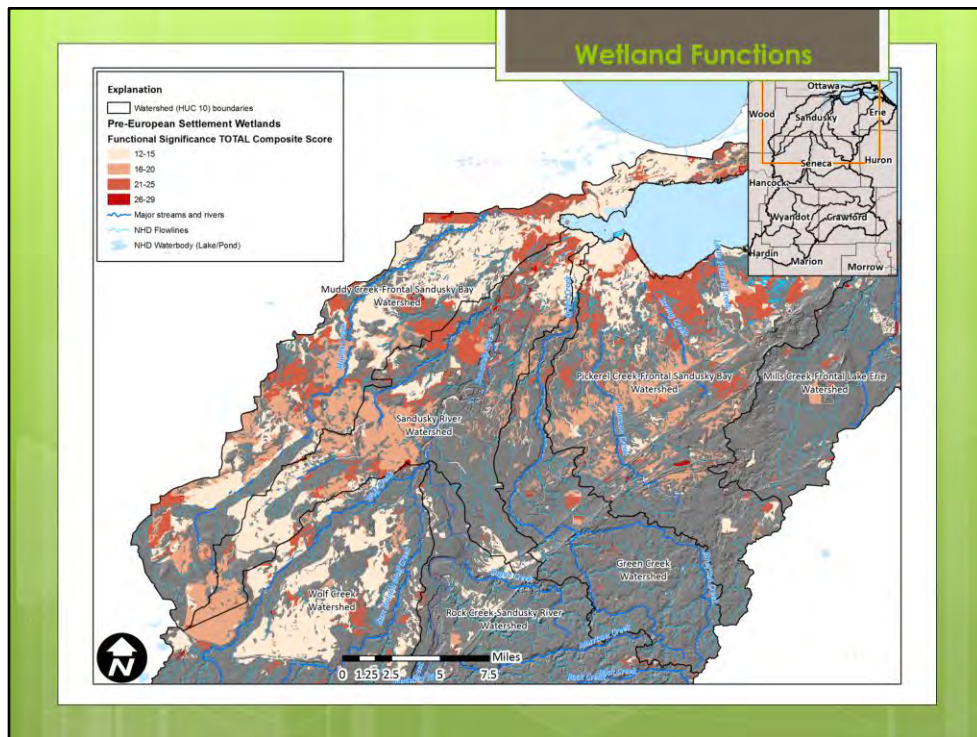 Wetland Functions
Explanation
Watershed (HUC 10) boundaries
Pre-European Settlement Wetlands
Functional Significance TOTAL Composite Score
12-15
16-20
21-25
26-29
Major streams and rivers
NHD Flowlines
NHD Waterbody (Lake/Pond)
Ottawa
Wood
Sandusky
Erie
Seneca
Huron
Hancock
Wyandot
Crawford
Hardin
Marion
Morrow
Muddy Creek-Frontal Sandusky Bay
Watershed
Pickerel Creek-Frontal Sandusky Bay
Watershed
Mills Creek-Frontal Lake Erie
Watershed
Sandusky River
Watershed
Green Creek
Watershed
Wolf Creek
Watershed
Rock Creek-Sandusky River
Watershed
N
Miles
0 1.25 2.5 5 7.5